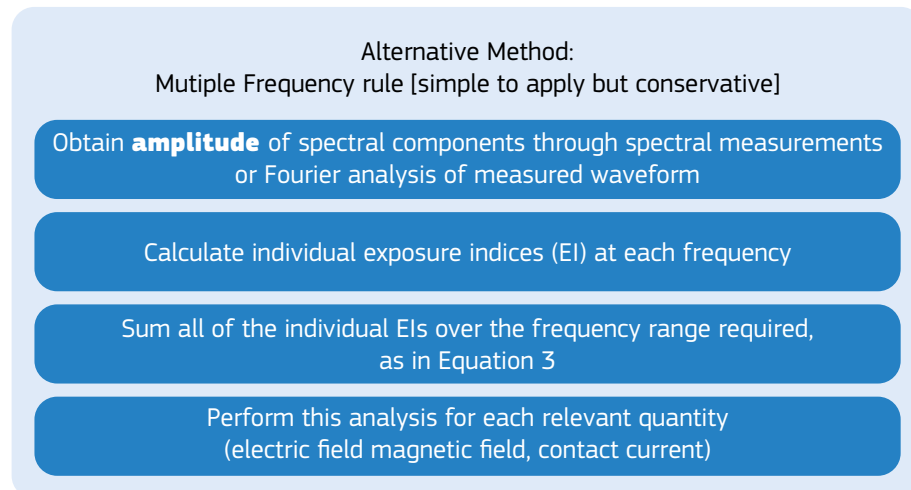 Alternative Method:
Mutiple Frequency rule [simple to apply but conservative]
Obtain amplitude of spectral components through spectral measurements
or Fourier analysis of measured waveform
Calculate individual exposure indices (EI) at each frequency
Sum all of the individual EIs over the frequency range required,
as in Equation 3
Perform this analysis for each relevant quantity
(electric field magnetic field, contact current)